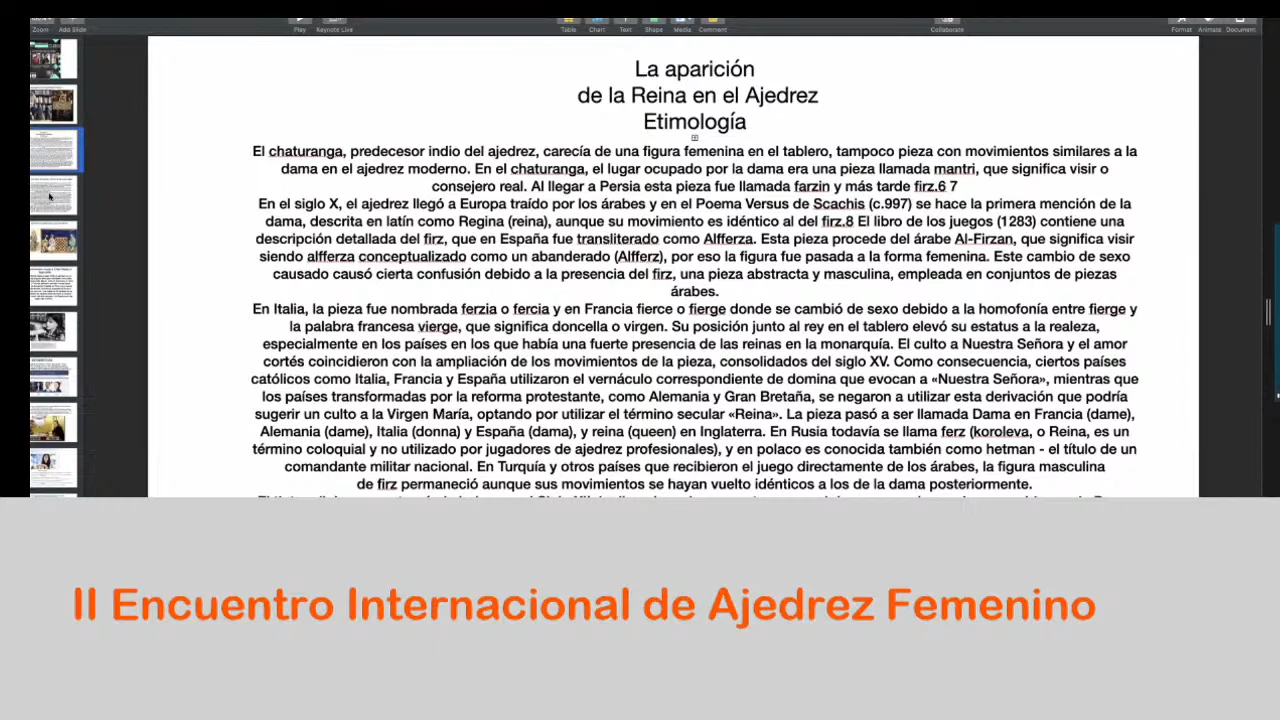 Zoom
Add Slide
Play
Keynote Live
Table
Chart
Text
Shape
Media
Comment
Collaborate
Format
Animate
Document
La aparición
de la Reina en el Ajedrez
Etimología
El chaturanga, predecesor indio del ajedrez, carecía de una figura femenina en el tablero, tampoco pieza con movimientos similares a la
dama en el ajedrez moderno. En el chaturanga, el lugar ocupado por la dama era una pieza llamada mantri, que significa visir o
consejero real. Al llegar a Persia esta pieza fue llamada farzin y más tarde firz.6 7
En el siglo X, el ajedrez llegó a Europa traído por los árabes y en el Poema Versus de Scachis (c.997) se hace la primera mención de la
dama, descrita en latín como Regina (reina), aunque su movimiento es idéntico al del firz.8 El libro de los juegos (1283) contiene una
descripción detallada del firz, que en España fue transliterado como Alfferza. Esta pieza procede del árabe Al-Firzan, que significa visir
siendo alfferza conceptualizado como un abanderado (Alfferz), por eso la figura fue pasada a la forma femenina. Este cambio de sexo
causado causó cierta confusión debido a la presencia del firz, una pieza abstracta y masculina, empleada en conjuntos de piezas
árabes.
En Italia, la pieza fue nombrada ferzia o fercia y en Francia fierce o fierge donde se cambió de sexo debido a la homofonía entre fierge y
la palabra francesa vierge, que significa doncella o virgen. Su posición junto al rey en el tablero elevó su estatus a la realeza,
especialmente en los países en los que había una fuerte presencia de las reinas en la monarquía. El culto a Nuestra Señora y el amor
cortés coincidieron con la ampliación de los movimientos de la pieza, consolidados del siglo XV. Como consecuencia, ciertos países
católicos como Italia, Francia y España utilizaron el vernáculo correspondiente de domina que evocan a «Nuestra Señora», mientras que
los países transformadas por la reforma protestante, como Alemania y Gran Bretaña, se negaron a utilizar esta derivación que podría
sugerir un culto a la Virgen María, optando por utilizar el término secular «Reina». La pieza pasó a ser llamada Dama en Francia (dame),
Alemania (dame), Italia (donna) y España (dama), y reina (queen) en Inglaterra. En Rusia todavía se llama ferz (koroleva, o Reina, es un
término coloquial y no utilizado por jugadores de ajedrez profesionales), y en polaco es conocida también como hetman - el título de un
comandante militar nacional. En Turquía y otros países que recibieron el juego directamente de los árabes, la figura masculina
de firz permaneció aunque sus movimientos se hayan vuelto idénticos a los de la dama posteriormente.
II Encuentro Internacional de Ajedrez Femenino